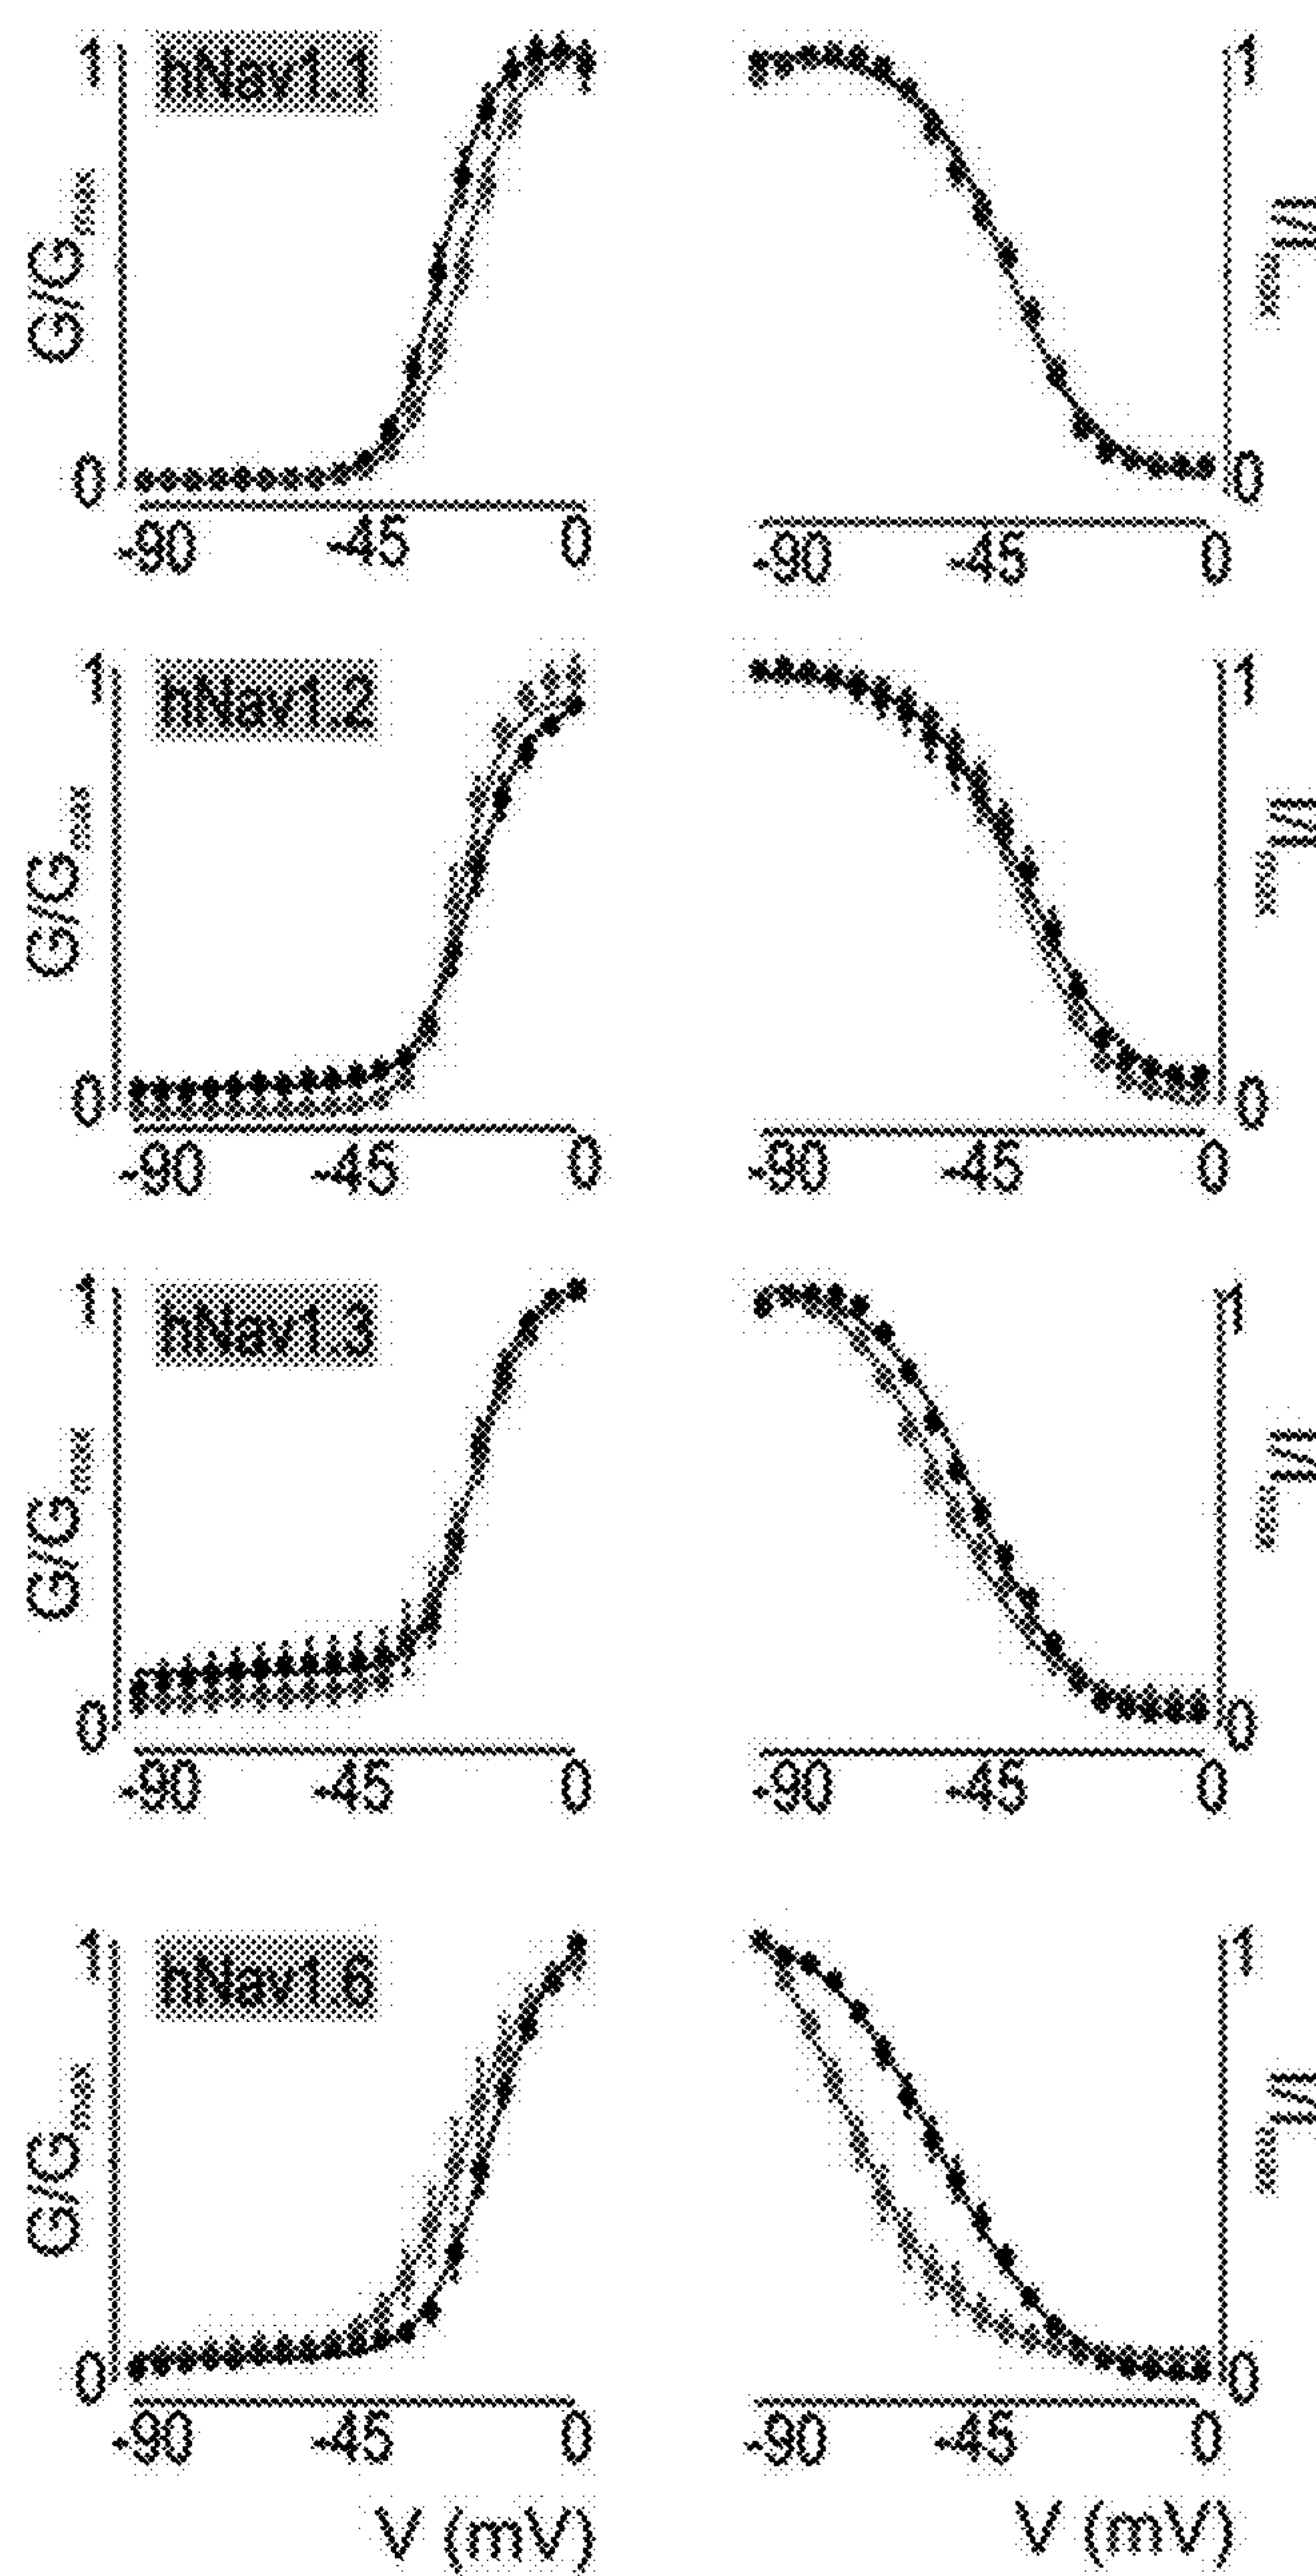 1 hNav1.1 1
G/Gmax I/I
0 0
-90 -45 0 -90 -45 0
1 hNav1.2 1
G/Gmax I/I
0 0
-90 -45 0 -90 -45 0
1 hNav1.3 1
G/Gmax I/I
0 0
-90 -45 0 -90 -45 0
1 hNav1.6 1
G/Gmax I/I
0 0
-90 -45 0 -90 -45 0
V (mV) V (mV)